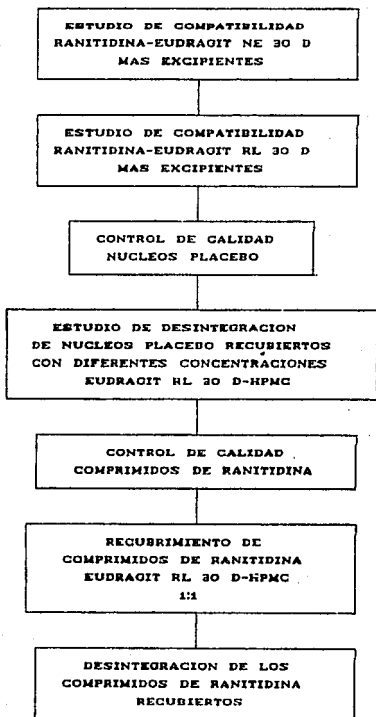 ESTUDIO DE COMPATIBILIDAD
RANITIDINA-EUDRAGIT NE 30 D
MAS EXCIPIENTES
ESTUDIO DE COMPATIBILIDAD
RANITIDINA-EUDRAGIT RL 30 D
MAS EXCIPIENTES
CONTROL DE CALIDAD
NUCLEOS PLACEBO
ESTUDIO DE DESINTEGRACION
DE NUCLEOS PLACEBO RECUBIERTOS
CON DIFERENTES CONCENTRACIONES
EUDRAGIT RL 30 D-HPMC
CONTROL DE CALIDAD
COMPRIMIDOS DE RANITIDINA
RECUBRIMIENTO DE
COMPRIMIDOS DE RANITIDINA
EUDRAGIT RL 30 D-HPMC
1:1
DESINTEGRACION DE LOS
COMPRIMIDOS DE RANITIDINA
RECUBIERTOS